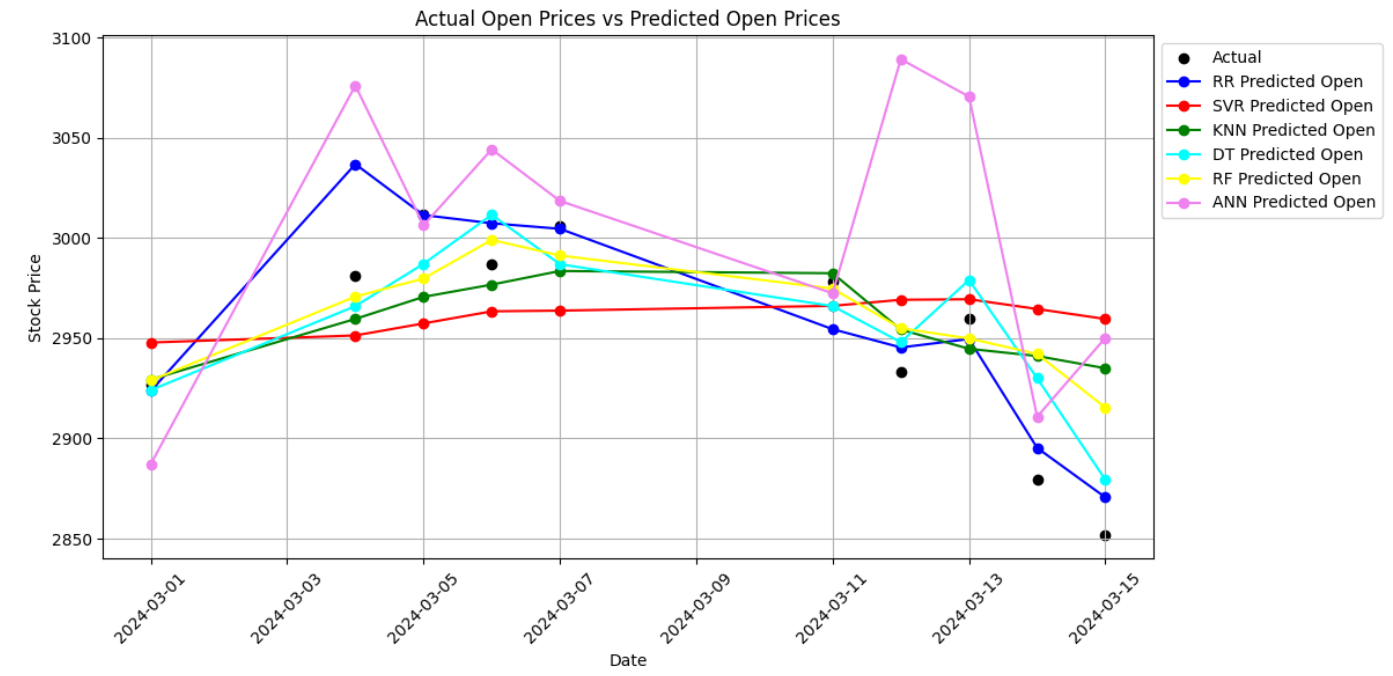 Actual Open Prices vs Predicted Open Prices
3100
3050
3000
2950
2900
2850
Stock Price
2024-03-01
2024-03-03
2024-03-05
2024-03-07
2024-03-09
2024-03-11
2024-03-13
2024-03-15
Date
Actual
RR Predicted Open
SVR Predicted Open
KNN Predicted Open
DT Predicted Open
RF Predicted Open
ANN Predicted Open